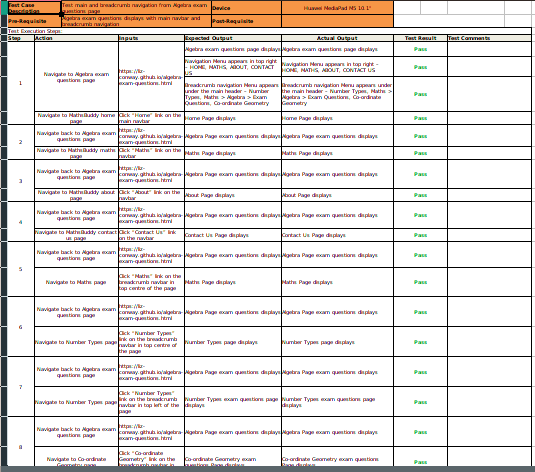 Test Case Description
Test main and breadcrumb navigation from Algebra exam questions page
Device
Huawei MediaPad M5 10.1"
Pre-Requisite
Algebra exam questions displays with main navbar and breadcrumb navigation
Post-Requisite
Test Execution Steps:
Step Action Inputs Expected Output Actual Output Test Result Test Comments
1
Navigate to Algebra exam questions page
https://liz-conway.github.io/algebra-exam-questions.html
Algebra exam questions page displays
Algebra exam questions page displays
Pass
Navigation Menu appears in top right – HOME, MATHS, ABOUT, CONTACT US
Navigation Menu appears in top right – HOME, MATHS, ABOUT, CONTACT US
Pass
Breadcrumb navigation Menu appears under the main header – Number Types, Maths > Algebra > Exam Questions, Co-ordinate Geometry
Breadcrumb navigation Menu appears under the main header – Number Types, Maths > Algebra > Exam Questions, Co-ordinate Geometry
Pass
Navigate to MathsBuddy home page
Click "Home" link on the main navbar
Home Page displays
Home Page displays
Pass
2
Navigate back to Algebra exam questions page
https://liz-conway.github.io/algebra-exam-questions.html
Algebra Page exam questions displays
Algebra Page exam questions displays
Pass
Navigate to MathsBuddy maths page
Click "Maths" link on the navbar
Maths Page displays
Maths Page displays
Pass
3
Navigate back to Algebra exam questions page
https://liz-conway.github.io/algebra-exam-questions.html
Algebra Page exam questions displays
Algebra Page exam questions displays
Pass
Navigate to MathsBuddy about page
Click "About" link on the navbar
About Page displays
About Page displays
Pass
4
Navigate back to Algebra exam questions page
https://liz-conway.github.io/algebra-exam-questions.html
Algebra Page exam questions displays
Algebra Page exam questions displays
Pass
Navigate to MathsBuddy contact us page
Click "Contact Us" link on the navbar
Contact Us Page displays
Contact Us Page displays
Pass
5
Navigate back to Algebra exam questions page
https://liz-conway.github.io/algebra-exam-questions.html
Algebra Page exam questions displays
Algebra Page exam questions displays
Pass
Navigate to Maths page
Click "Maths" link on the breadcrumb navbar in top centre of the page
Maths Page displays
Maths Page displays
Pass
6
Navigate back to Algebra exam questions page
https://liz-conway.github.io/algebra-exam-questions.html
Algebra Page exam questions displays
Algebra Page exam questions displays
Pass
Navigate to Number Types page
Click "Number Types" link on the breadcrumb navbar in top centre of the page
Number Types page displays
Number Types page displays
Pass
7
Navigate back to Algebra exam questions page
https://liz-conway.github.io/algebra-exam-questions.html
Algebra Page exam questions displays
Algebra Page exam questions displays
Pass
Navigate to Number Types page
Click "Number Types" link on the breadcrumb navbar in top left of the page
Number Types exam questions page displays
Number Types exam questions page displays
Pass
8
Navigate back to Algebra exam questions page
https://liz-conway.github.io/algebra-exam-questions.html
Algebra Page exam questions displays
Algebra Page exam questions displays
Pass
Navigate to Co-ordinate Geometry page
Click "Co-ordinate Geometry" link on the breadcrumb navbar in
Co-ordinate Geometry exam questions Page displays
Co-ordinate Geometry exam questions Page displays
Pass